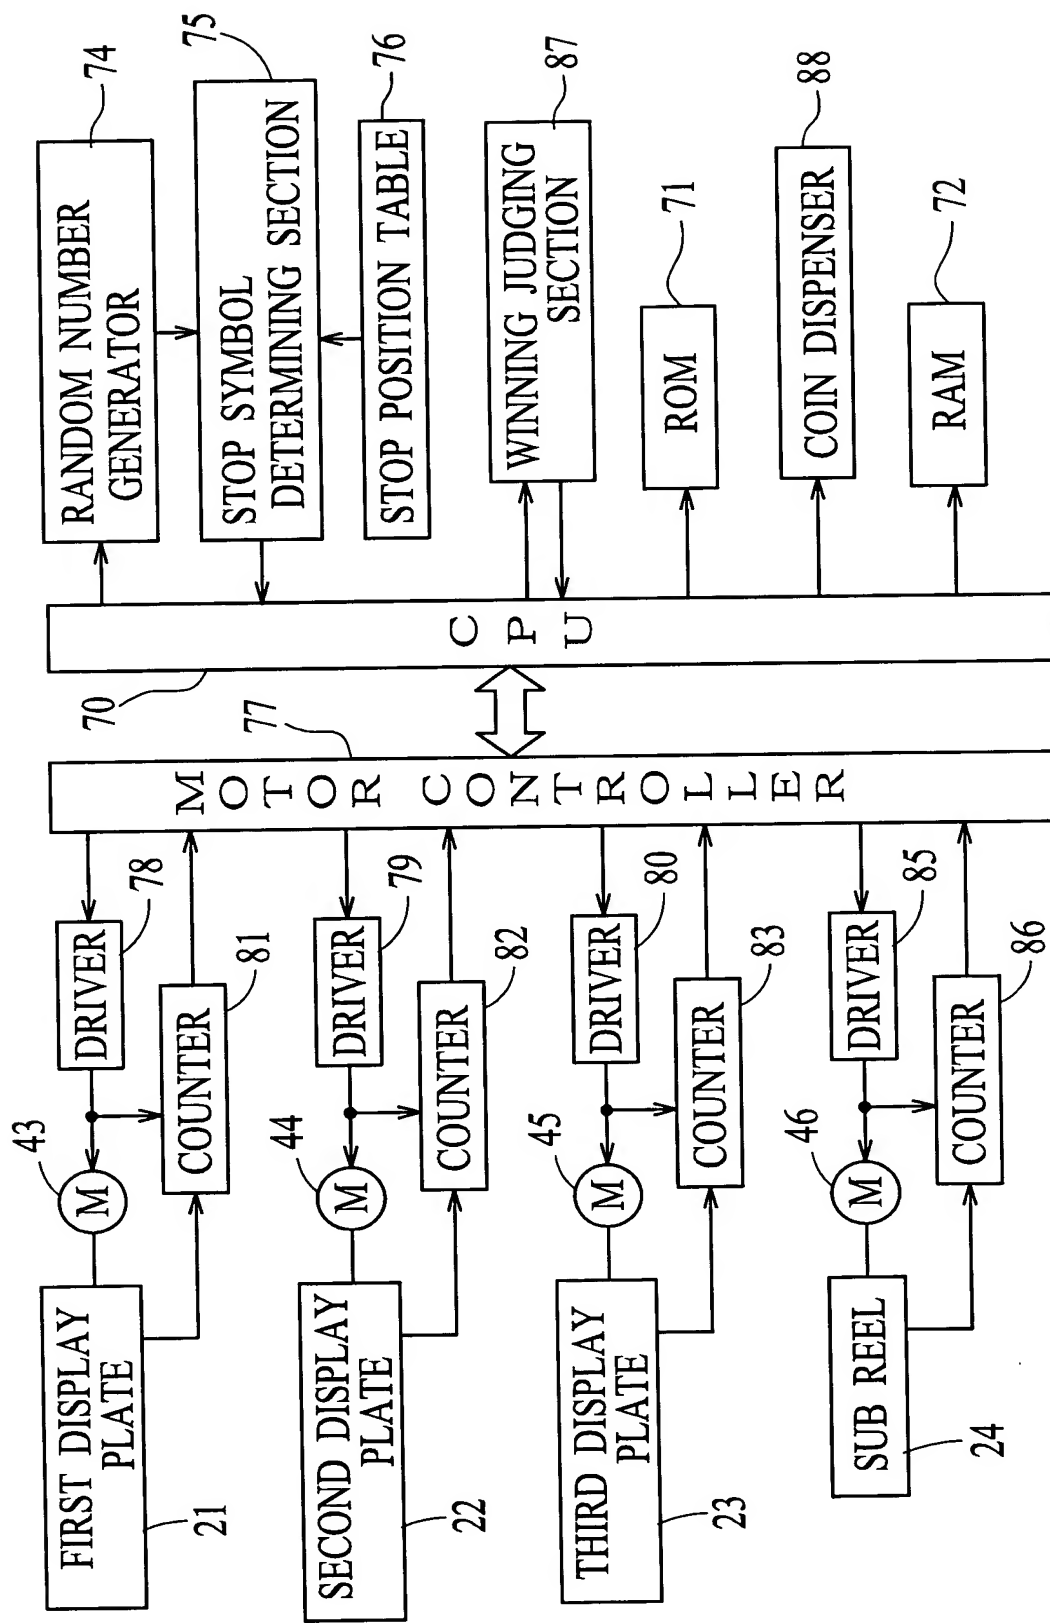 FIRST DISPLAY
PLATE
21
43
M
DRIVER
78
COUNTER
81
SECOND DISPLAY
PLATE
22
44
M
DRIVER
79
COUNTER
82
THIRD DISPLAY
PLATE
23
45
M
DRIVER
80
COUNTER
83
SUB REEL
24
46
M
DRIVER
85
COUNTER
86
MOTOR CONTROLLER
77
CPU
70
RANDOM NUMBER
GENERATOR
74
STOP SYMBOL
DETERMINING SECTION
75
STOP POSITION TABLE
76
WINNING JUDGING
SECTION
87
ROM
71
COIN DISPENSER
88
RAM
72